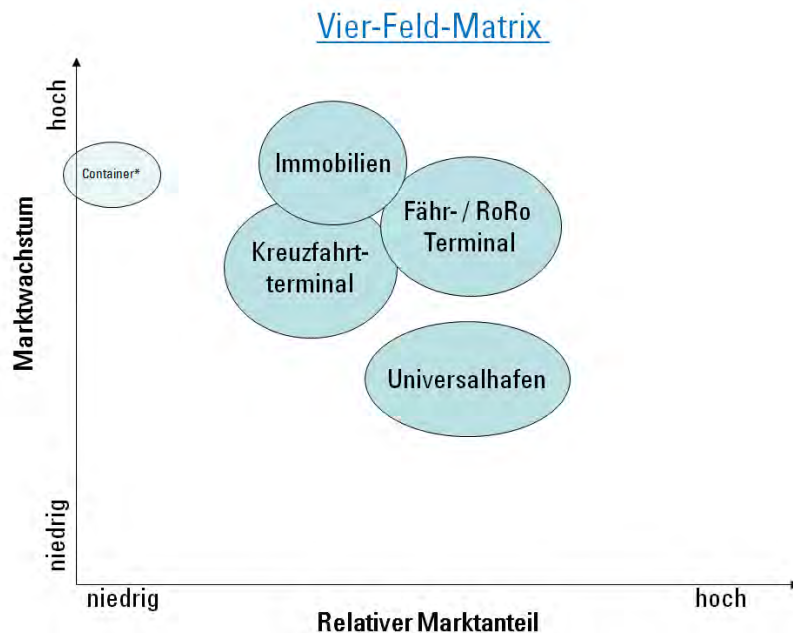 Vier-Feld-Matrix
hoch
Container*
Immobilien
Fähr- / RoRo
Terminal
Kreuzfahrt-
terminal
Marktwachstum
Universalhafen
niedrig
niedrig
hoch
Relativer Marktanteil